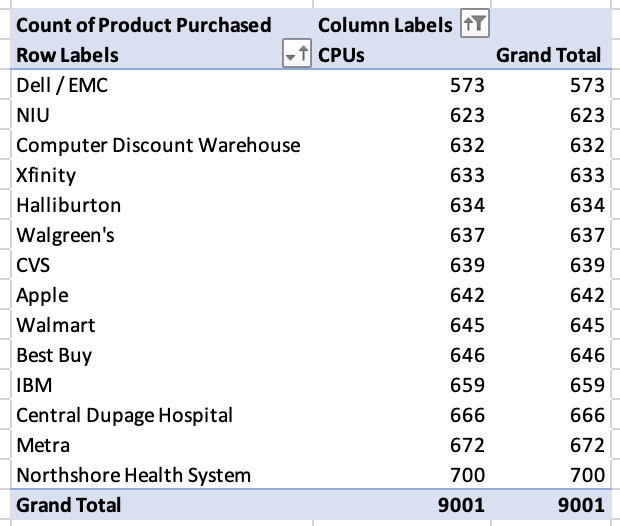 Count of Product Purchased Column Labels
Row Labels CPUs Grand Total
Dell / EMC 573 573
NIU 623 623
Computer Discount Warehouse 632 632
Xfinity 633 633
Halliburton 634 634
Walgreen's 637 637
CVS 639 639
Apple 642 642
Walmart 645 645
Best Buy 646 646
IBM 659 659
Central Dupage Hospital 666 666
Metra 672 672
Northshore Health System 700 700
Grand Total 9001 9001